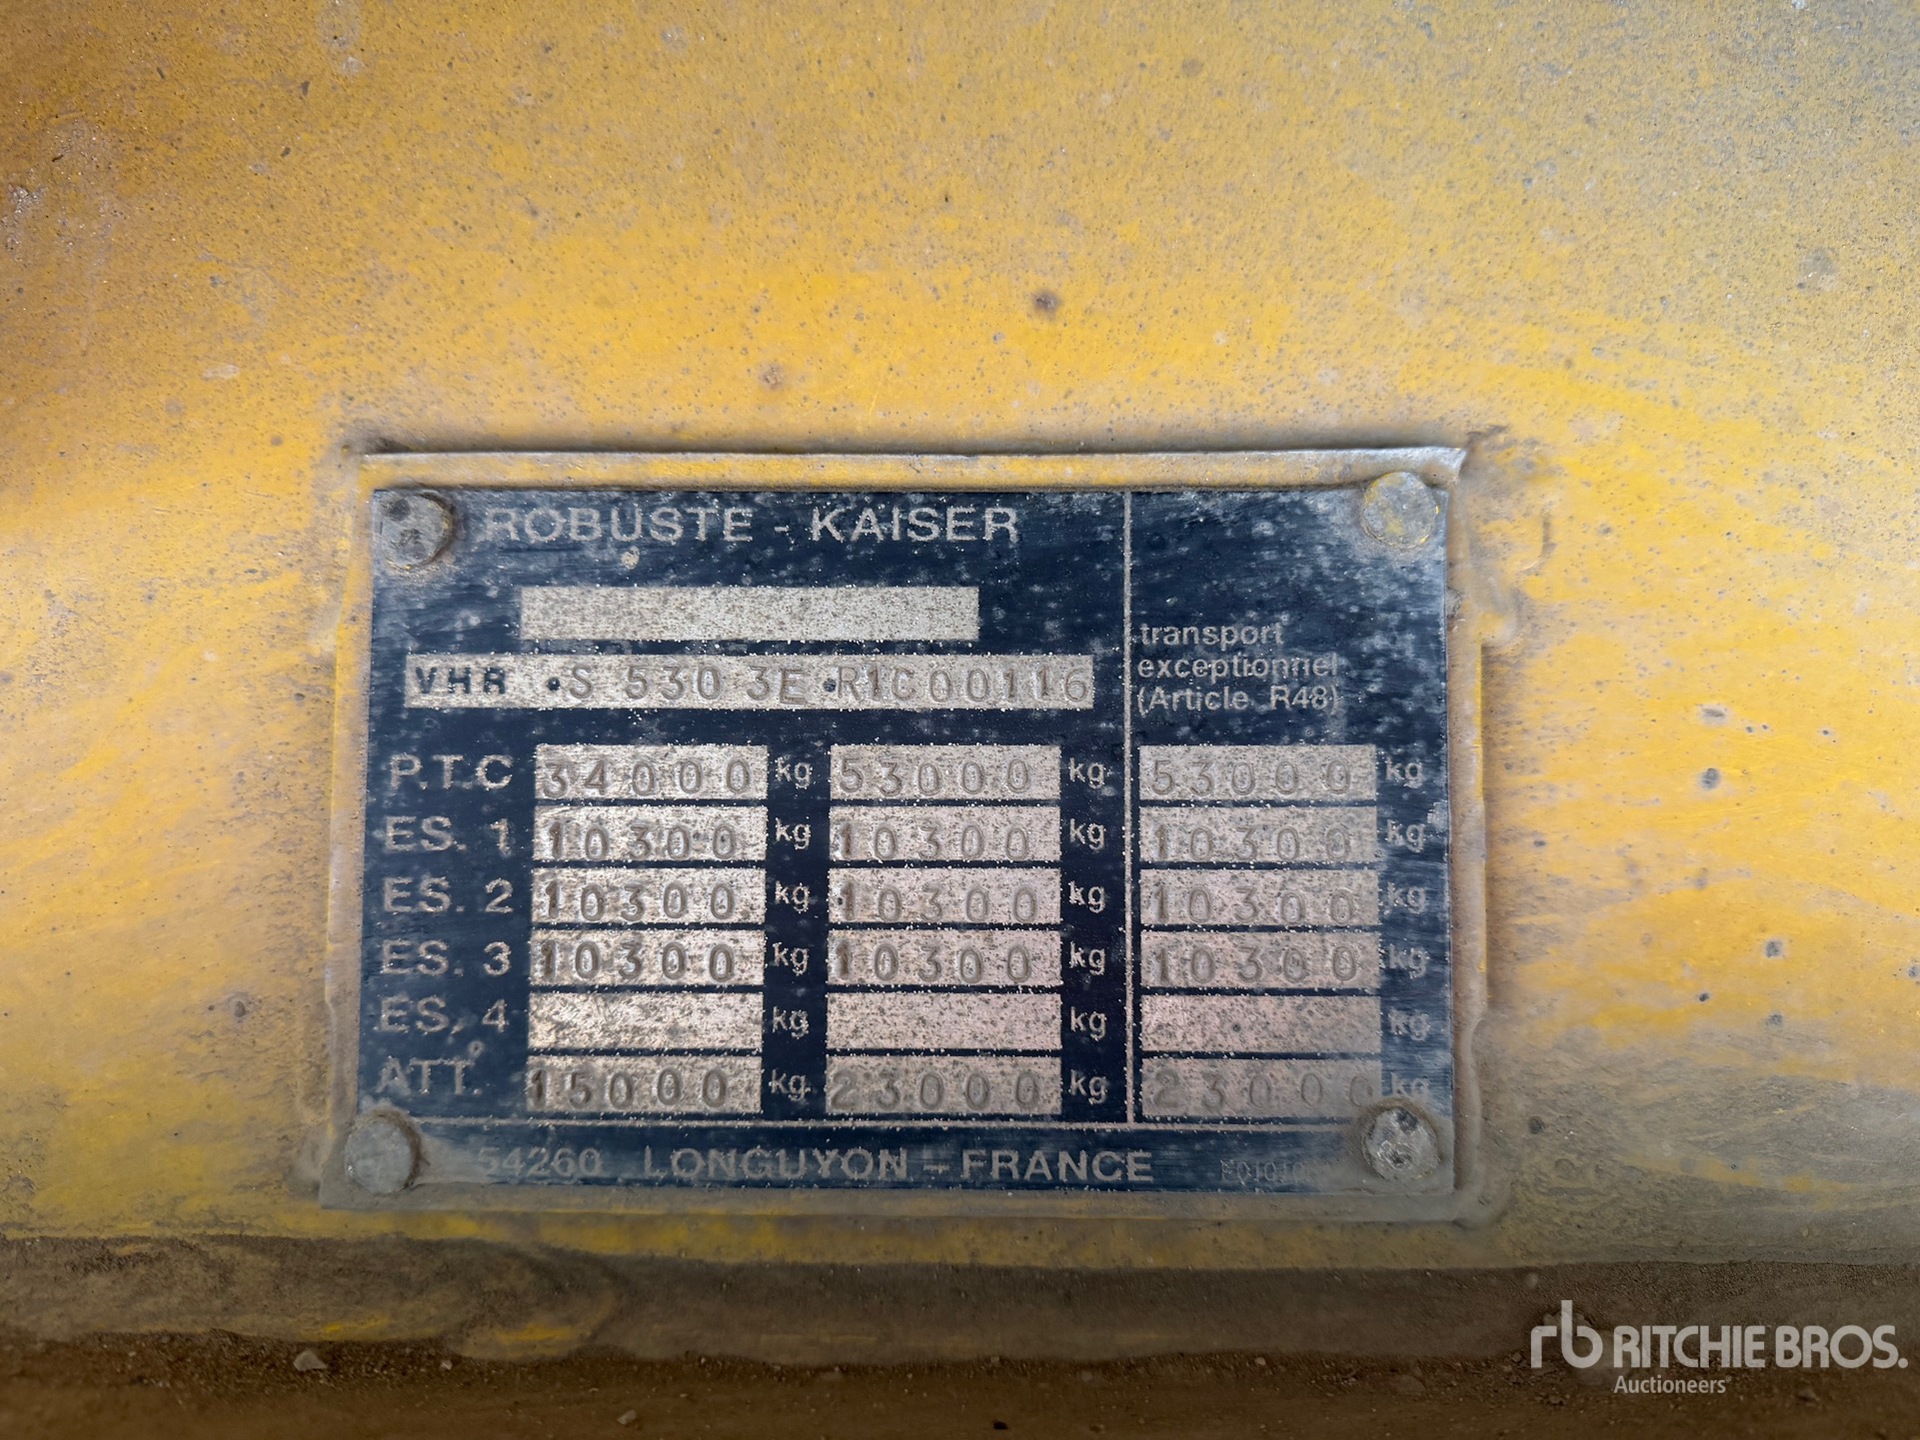 ROBUSTE - KAISER
VHR •S 530 3E•R1C00116
transport
exceptionnel
(Article R48)
P.T.C 34000 kg 53000 kg 53000 kg
ES. 1 10300 kg 10300 kg 10300 kg
ES. 2 10300 kg 10300 kg 10300 kg
ES. 3 10300 kg 10300 kg 10300 kg
ES. 4 kg kg kg
ATT. 15000 kg 23000 kg 23000 kg
54260 LONGUYON - FRANCE
rb RITCHIE BROS.
Auctioneers